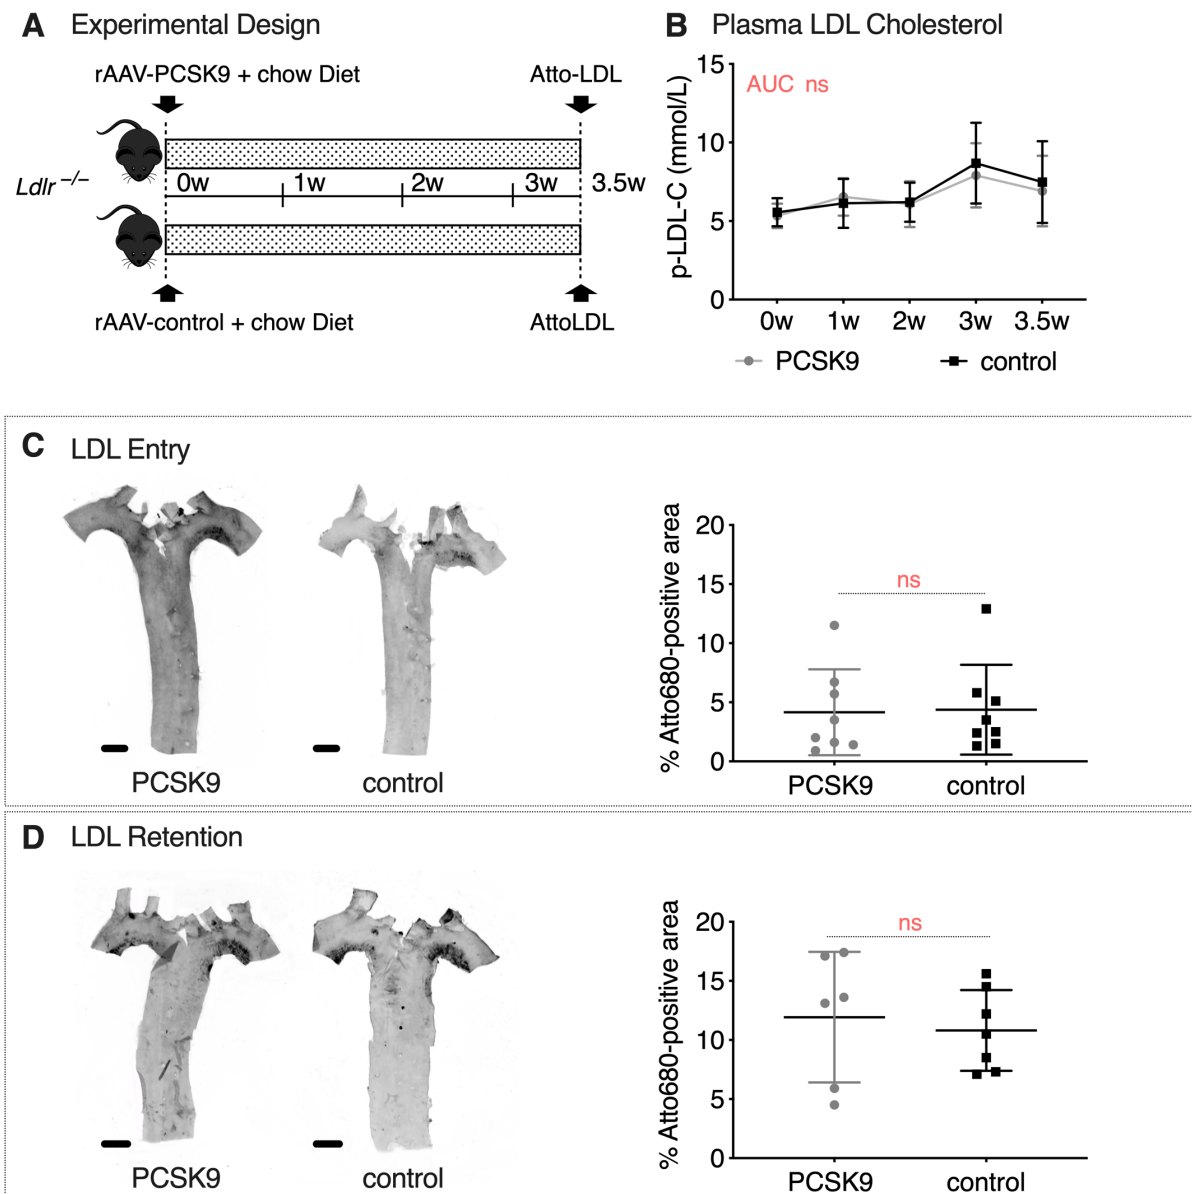 A Experimental Design
rAAV-PCSK9 + chow Diet
Atto-LDL
Ldlr −/−
0w 1w 2w 3w 3.5w
rAAV-control + chow Diet
AttoLDL
B Plasma LDL Cholesterol
AUC ns
p-LDL-C (mmol/L)
15
10
5
0
0w 1w 2w 3w 3.5w
PCSK9 control
C LDL Entry
PCSK9 control
% Atto680-positive area
20
15
10
5
0
ns
PCSK9 control
D LDL Retention
PCSK9 control
% Atto680-positive area
20
15
10
5
0
ns
PCSK9 control